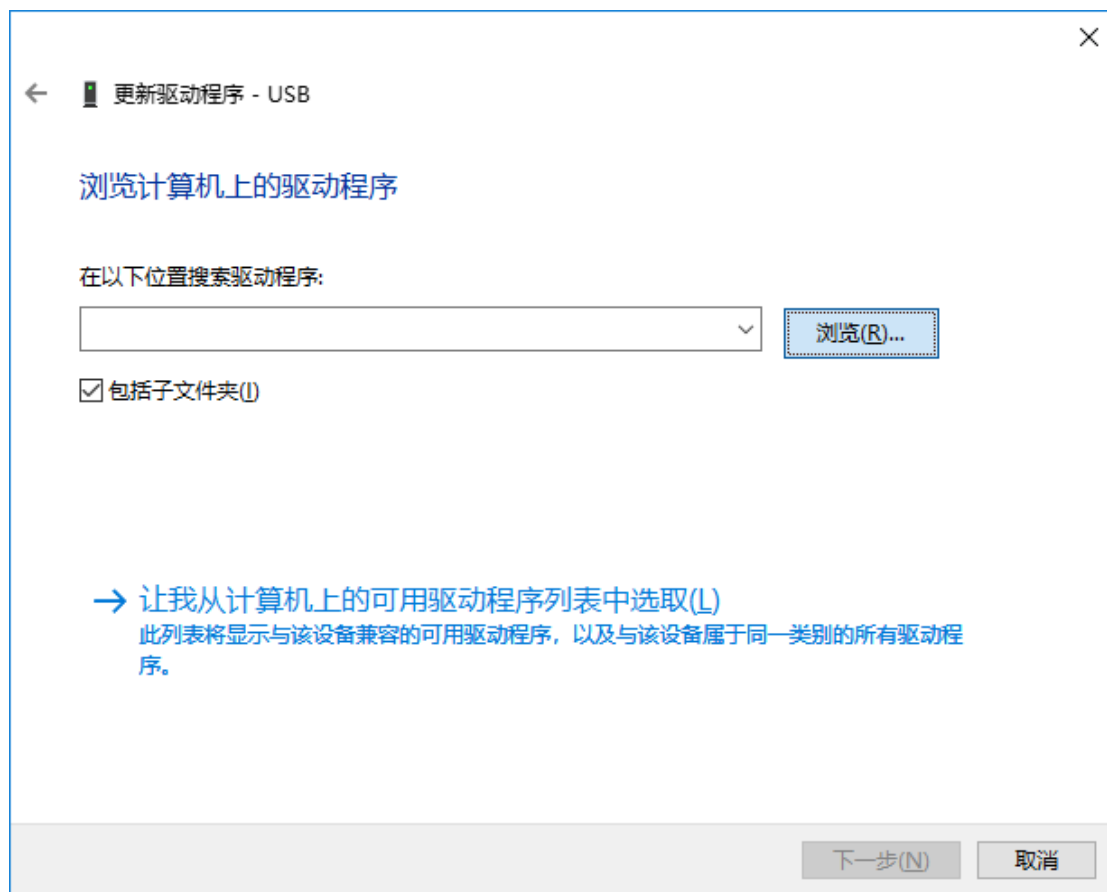 更新驱动程序 - USB
浏览计算机上的驱动程序
在以下位置搜索驱动程序:
浏览(R)...
包括子文件夹(I)
让我从计算机上的可用驱动程序列表中选取(L)
此列表将显示与该设备兼容的可用驱动程序，以及与该设备属于同一类别的所有驱动程
序。
下一步(N)
取消